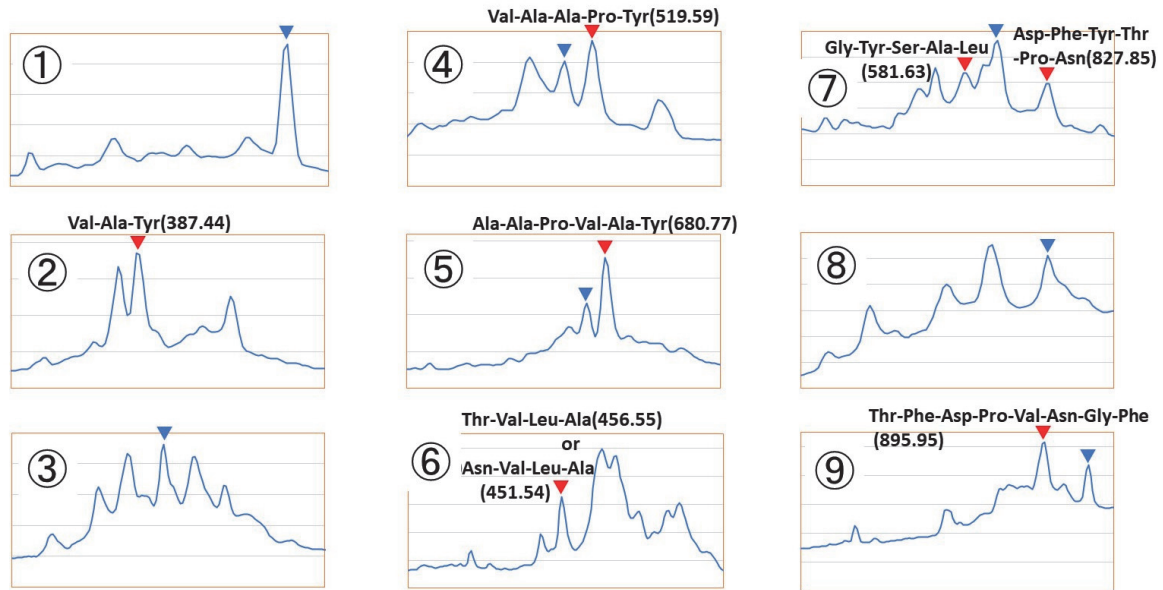 ①
④
Val-Ala-Ala-Pro-Tyr(519.59)
⑦
Gly-Tyr-Ser-Ala-Leu
(581.63)
Asp-Phe-Tyr-Thr
-Pro-Asn(827.85)
②
Val-Ala-Tyr(387.44)
⑤
Ala-Ala-Pro-Val-Ala-Tyr(680.77)
⑧
③
⑥
Thr-Val-Leu-Ala(456.55)
or
Asn-Val-Leu-Ala
(451.54)
⑨
Thr-Phe-Asp-Pro-Val-Asn-Gly-Phe
(895.95)